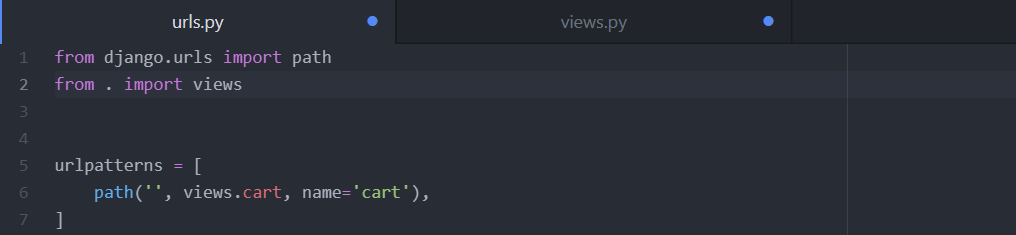 urls.py views.py
1 from django.urls import path
2 from . import views
3
4
5 urlpatterns = [
6     path('', views.cart, name='cart'),
7 ]